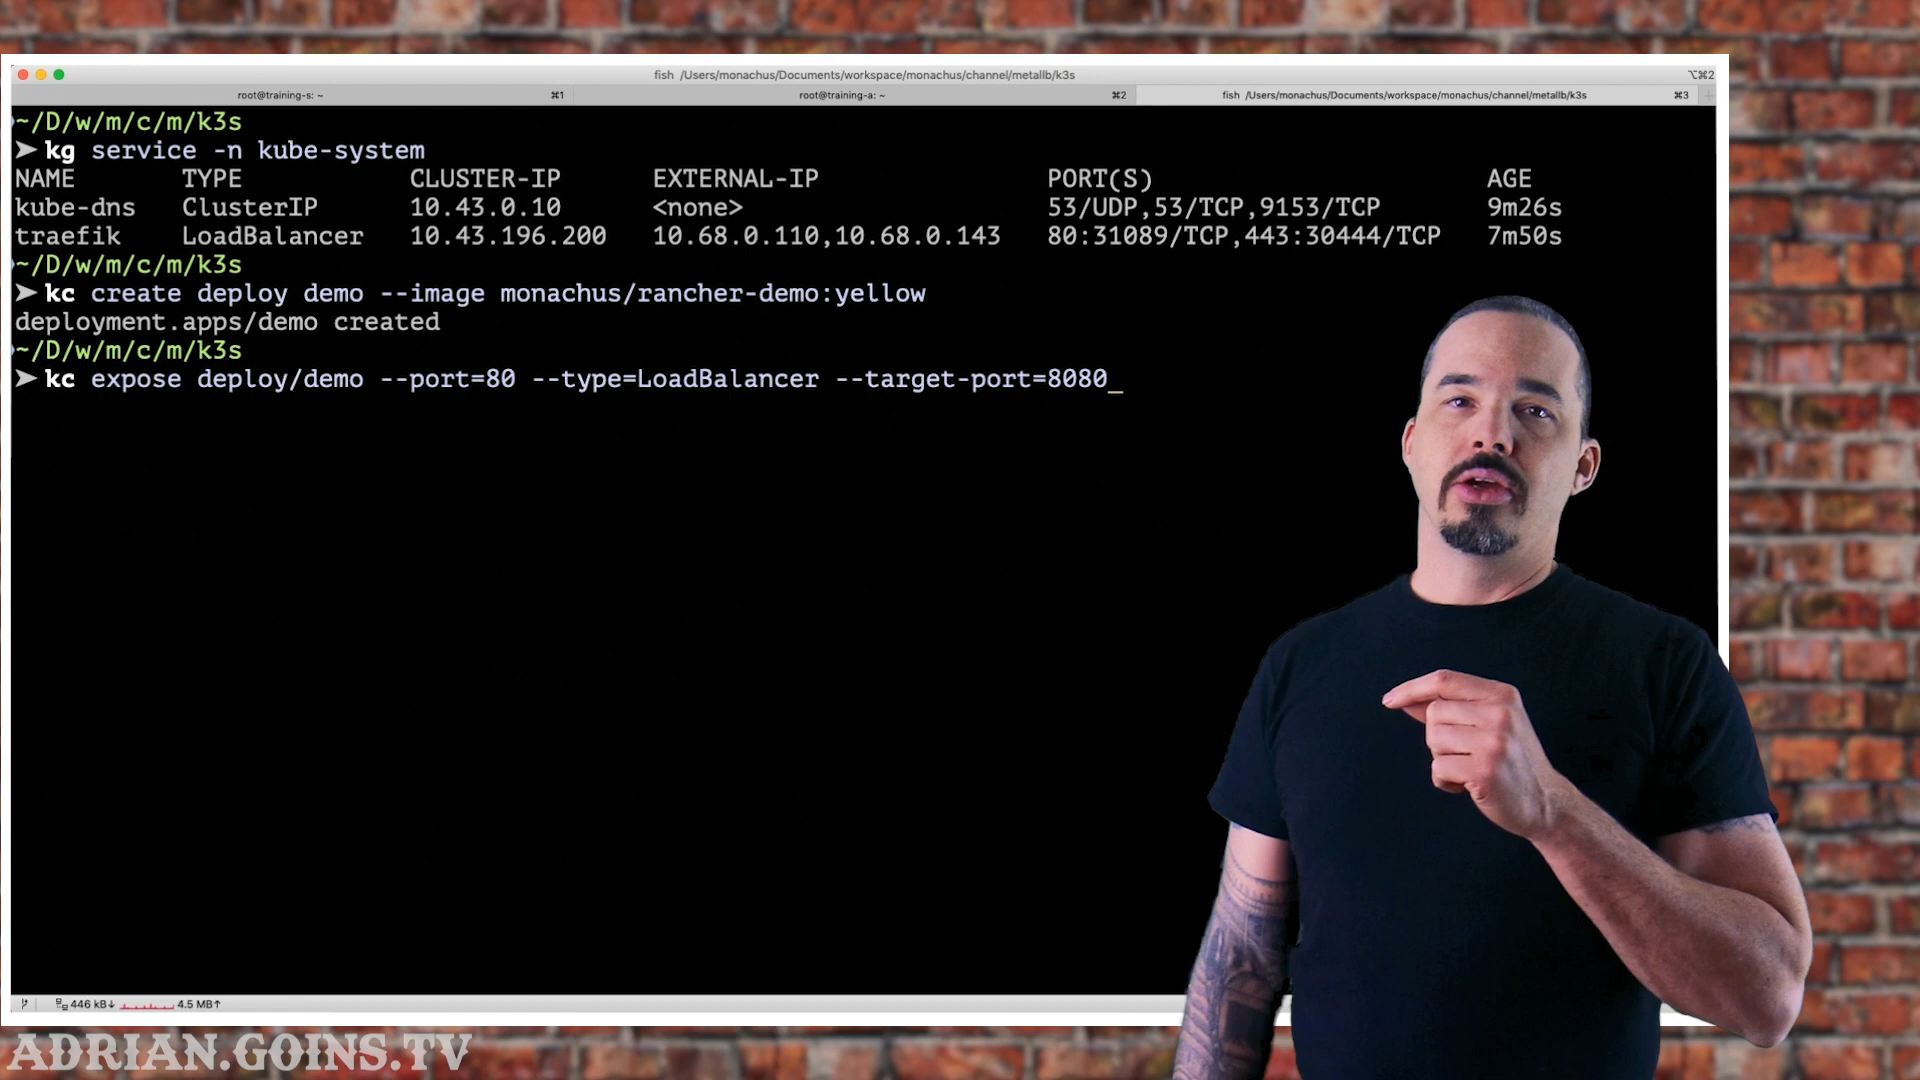 fish /Users/monachus/Documents/workspace/monachus/channel/metallb/k3s
⌥⌘2
root@training-s: ~ ⌘1
root@training-a: ~ ⌘2
fish /Users/monachus/Documents/workspace/monachus/channel/metallb/k3s ⌘3
~/D/w/m/c/m/k3s
➤ kg service -n kube-system
NAME TYPE CLUSTER-IP EXTERNAL-IP PORT(S) AGE
kube-dns ClusterIP 10.43.0.10 <none> 53/UDP,53/TCP,9153/TCP 9m26s
traefik LoadBalancer 10.43.196.200 10.68.0.110,10.68.0.143 80:31089/TCP,443:30444/TCP 7m50s
~/D/w/m/c/m/k3s
➤ kc create deploy demo --image monachus/rancher-demo:yellow
deployment.apps/demo created
~/D/w/m/c/m/k3s
➤ kc expose deploy/demo --port=80 --type=LoadBalancer --target-port=8080_
446 kB↓ 4.5 MB↑
ADRIAN.GOINS.TV